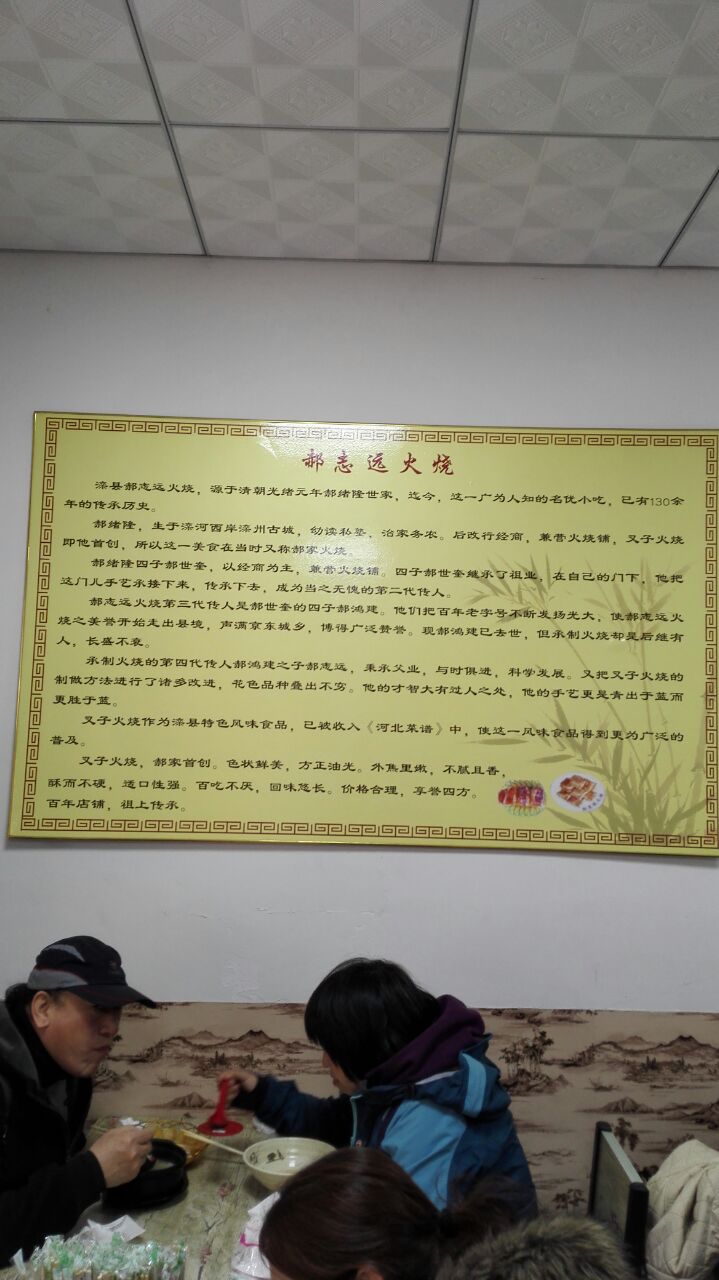 郝志远火烧
滦县郝志远火烧，源于清朝光绪元年郝绪隆世家，迄今，这一广为人知的名优小吃，已有130余
年的传承历史。
郝绪隆，生于滦河西岸滦州古城，幼读私塾，治家务农。后改行经商，兼营火烧铺，叉子火烧
即他首创，所以这一美食在当时又称郝家火烧。
郝绪隆四子郝世奎，以经商为主，兼营火烧铺。四子郝世奎继承了祖业，在自己的门下，他把
这门儿手艺承接下来，传承下去，成为当之无愧的第二代传人。
郝志远火烧第三代传人是郝世奎的四子郝鸿建。他们把百年老字号不断发扬光大，使郝志远火
烧之美誉开始走出县境，声满京东城乡，博得广泛赞誉。现郝鸿建已去世，但承制火烧却是后继有
人，长盛不衰。
承制火烧的第四代传人郝鸿建之子郝志远，秉承父业，与时俱进，科学发展。又把叉子火烧的
制做方法进行了诸多改进，花色品种叠出不穷。他的才智大有过人之处，他的手艺更是青出于蓝而
更胜于蓝。
叉子火烧作为滦县特色风味食品，已被收入《河北菜谱》中，使这一风味食品得到更为广泛的
普及。
叉子火烧，郝家首创。色状鲜美，方正油光。外焦里嫩，不腻且香，
酥而不硬，适口性强。百吃不厌，回味悠长。价格合理，享誉四方。
百年店铺，祖上传承。